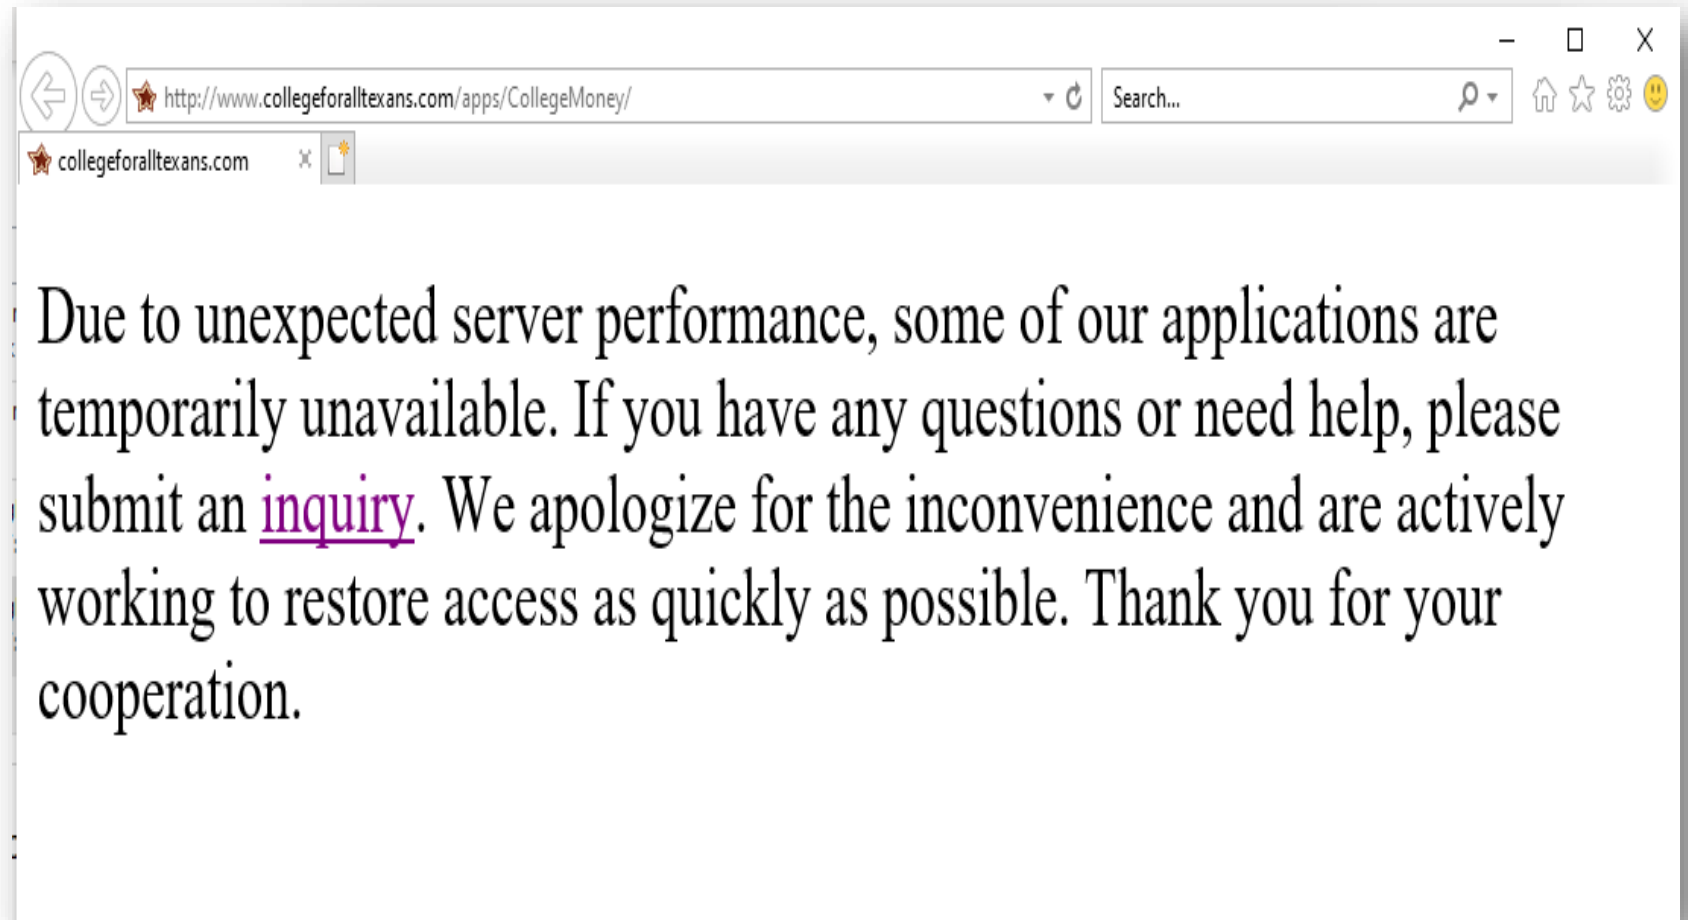 http://www.collegeforalltexans.com/apps/CollegeMoney/
Search...
collegeforalltexans.com
Due to unexpected server performance, some of our applications are
temporarily unavailable. If you have any questions or need help, please
submit an inquiry. We apologize for the inconvenience and are actively
working to restore access as quickly as possible. Thank you for your
cooperation.